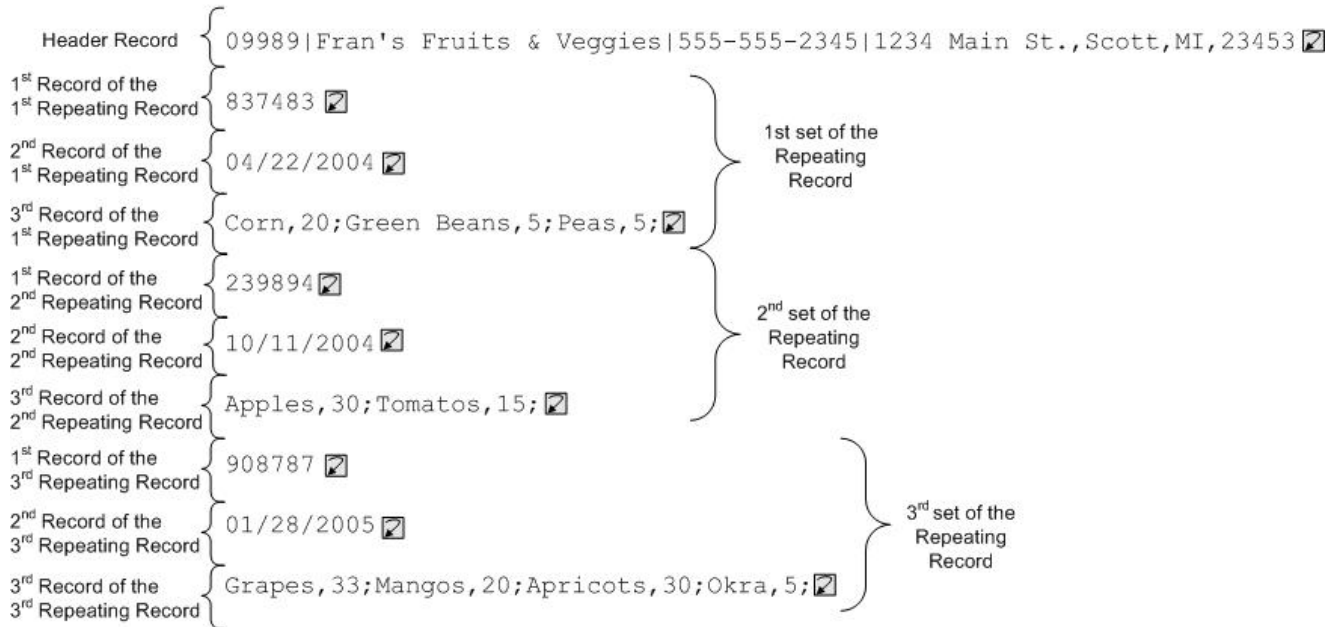 Header Record
09989|Fran's Fruits & Veggies|555-555-2345|1234 Main St.,Scott,MI,23453
1st Record of the
1st Repeating Record
837483
2nd Record of the
1st Repeating Record
04/22/2004
3rd Record of the
1st Repeating Record
Corn,20;Green Beans,5;Peas,5;
1st set of the
Repeating
Record
1st Record of the
2nd Repeating Record
239894
2nd Record of the
2nd Repeating Record
10/11/2004
3rd Record of the
2nd Repeating Record
Apples,30;Tomatos,15;
2nd set of the
Repeating
Record
1st Record of the
3rd Repeating Record
908787
2nd Record of the
3rd Repeating Record
01/28/2005
3rd Record of the
3rd Repeating Record
Grapes,33;Mangos,20;Apricots,30;Okra,5;
3rd set of the
Repeating
Record